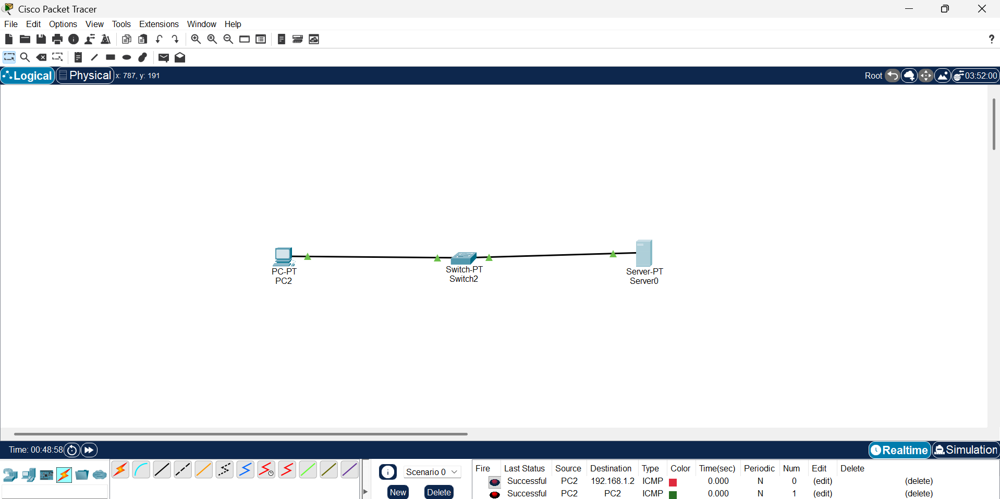 Cisco Packet Tracer
File Edit Options View Tools Extensions Window Help
?
Logical Physical x: 787, y: 191 Root 03:52:00
PC-PT
PC2
Switch-PT
Switch2
Server-PT
Server0
Time: 00:48:58 Realtime Simulation
Scenario 0
New Delete
Fire Last Status Source Destination Type Color Time(sec) Periodic Num Edit Delete
Successful PC2 192.168.1.2 ICMP 0.000 N 0 (edit) (delete)
Successful PC2 PC2 ICMP 0.000 N 1 (edit) (delete)